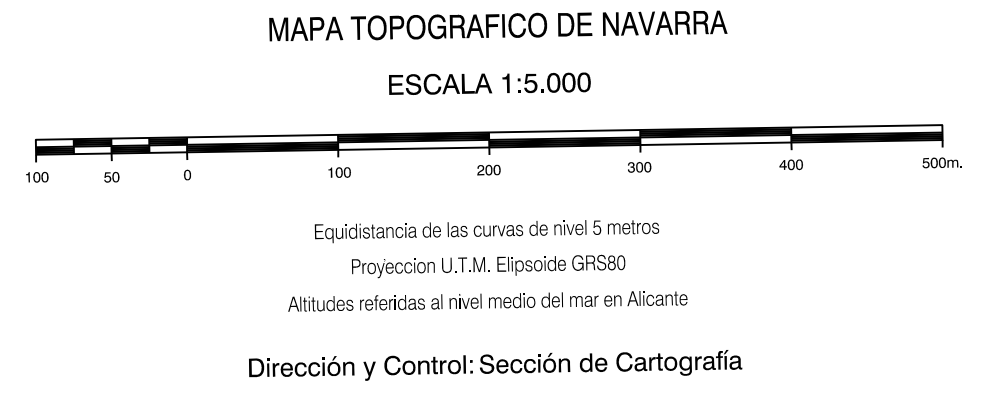 MAPA TOPOGRAFICO DE NAVARRA
ESCALA 1:5.000
100 50 0 100 200 300 400 500m.
Equidistancia de las curvas de nivel 5 metros
Proyeccion U.T.M. Elipsoide GRS80
Altitudes referidas al nivel medio del mar en Alicante
Dirección y Control: Sección de Cartografía